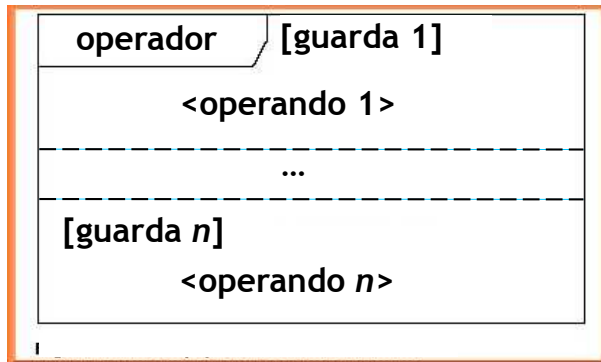 operador [guarda 1]
<operando 1>
...
[guarda n]
<operando n>